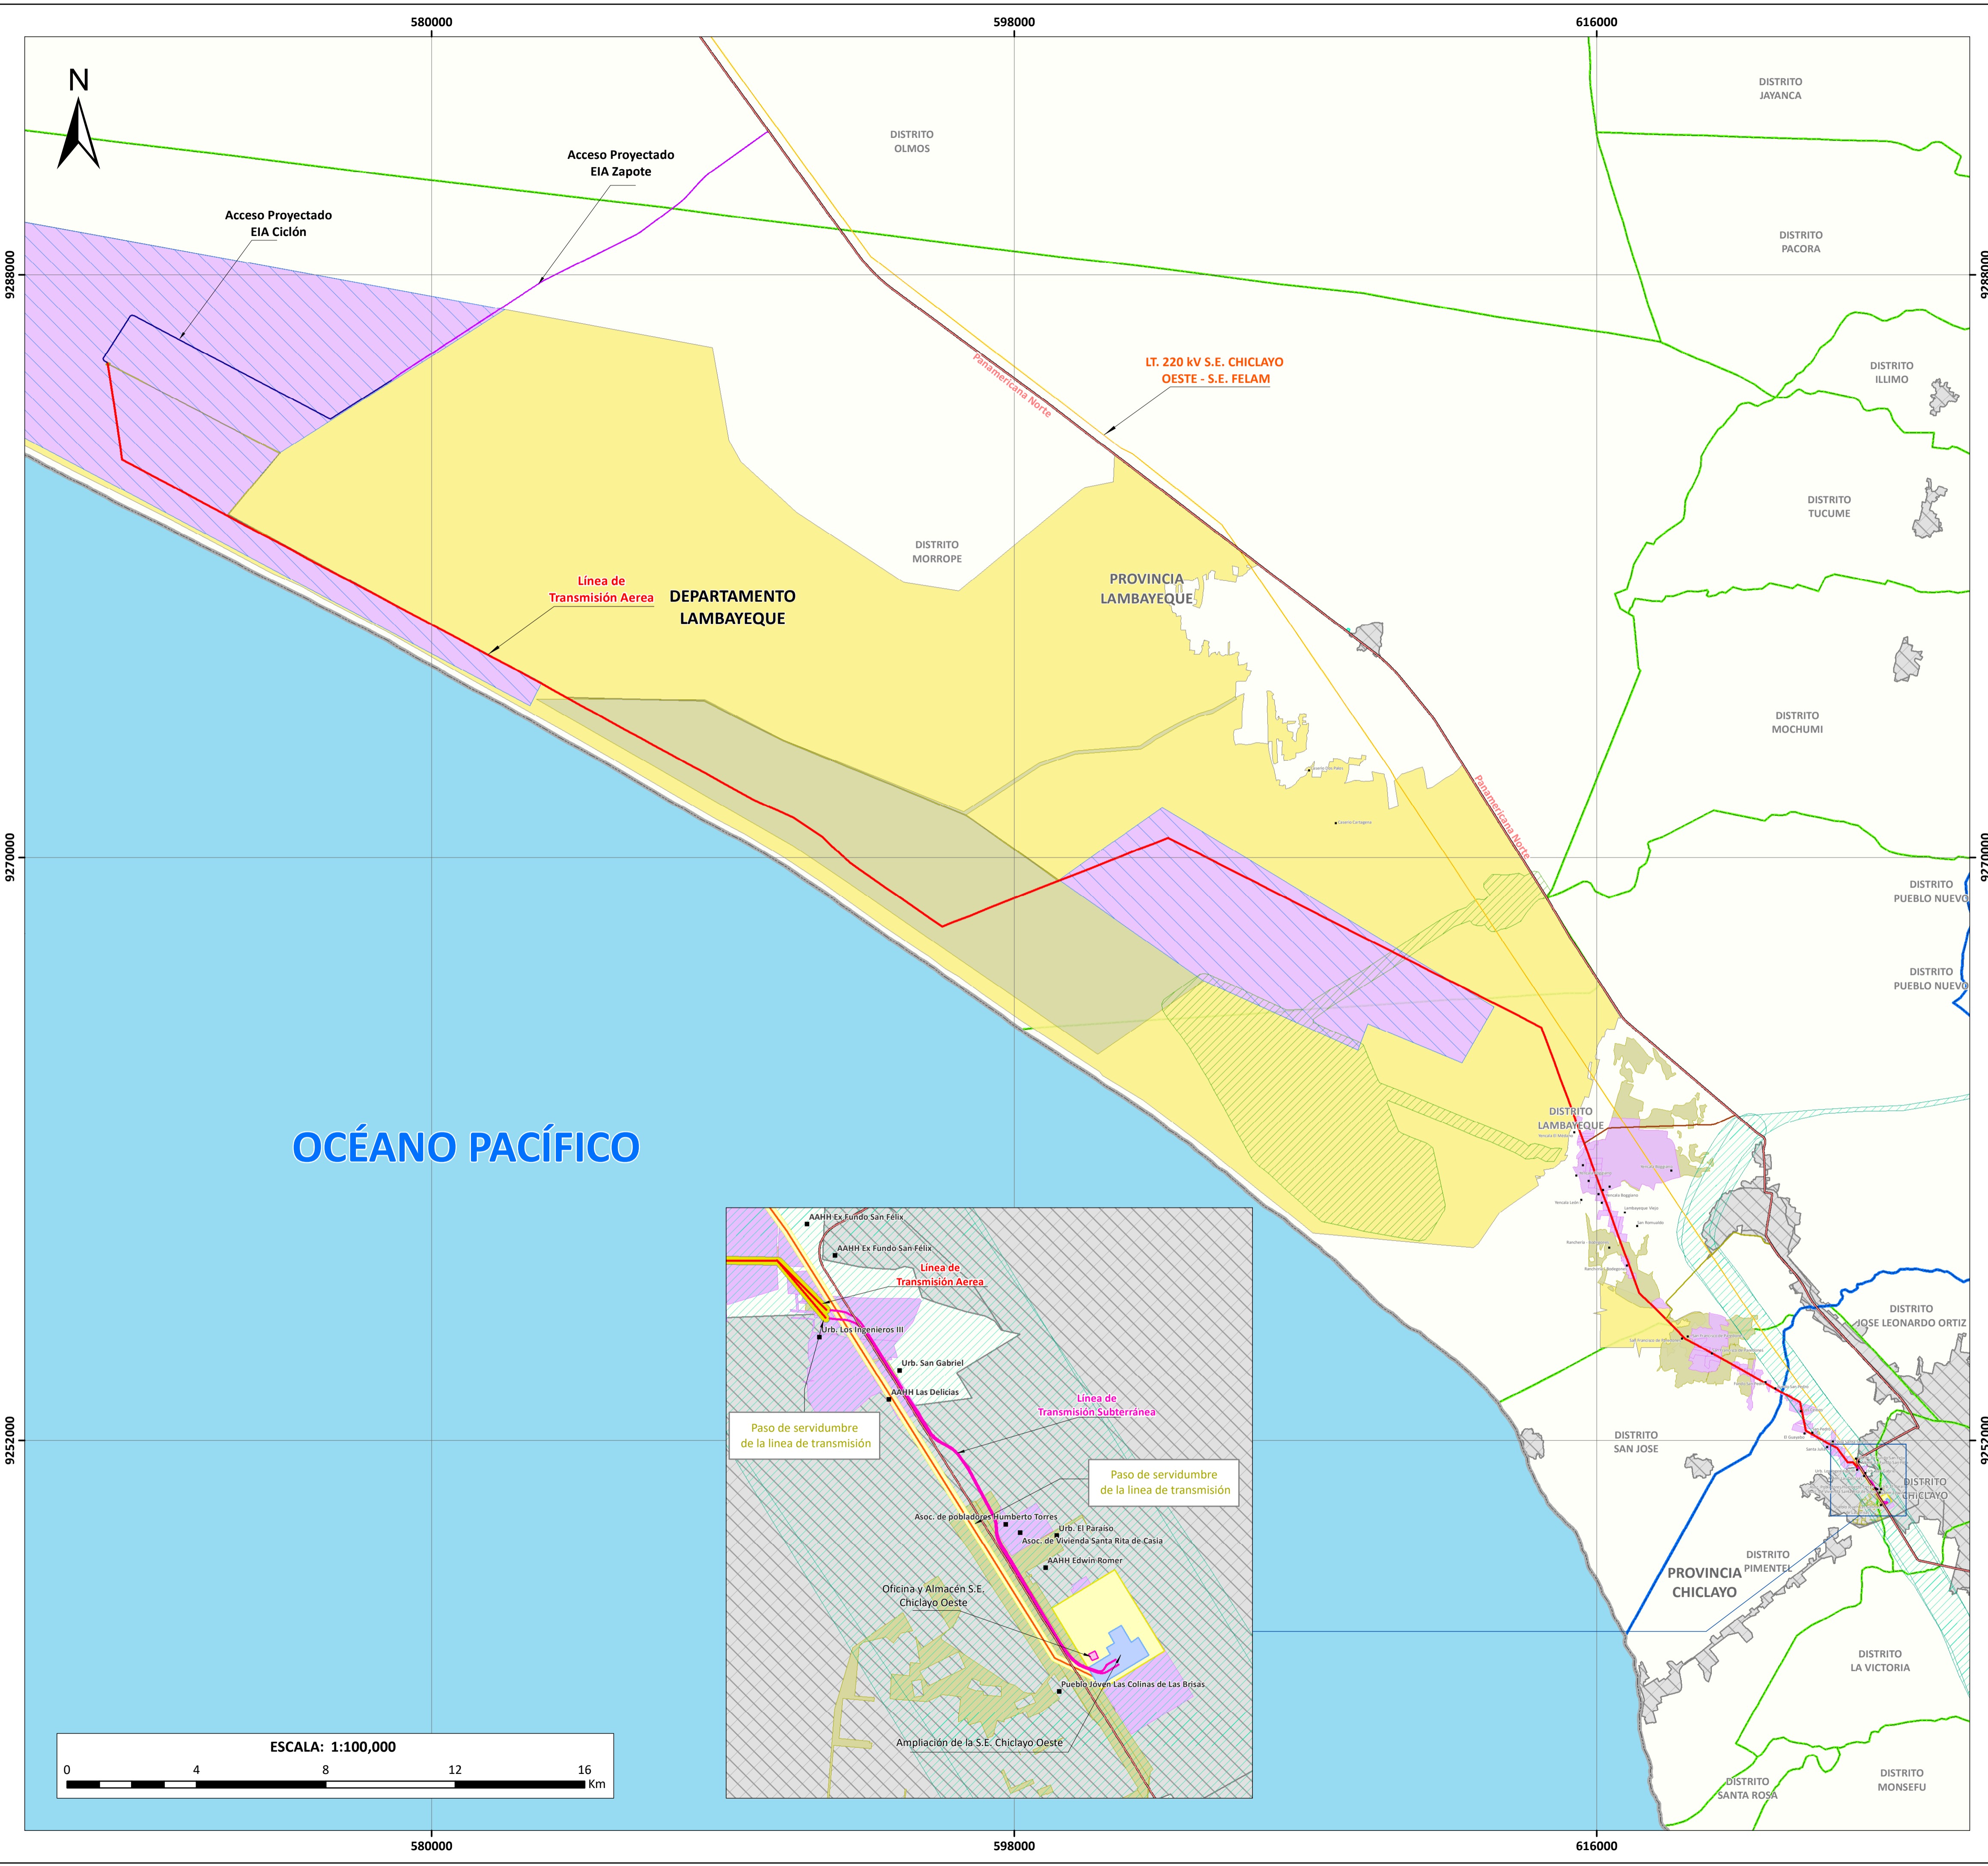 580000
598000
616000
N
DISTRITO
JAYANCA
DISTRITO
OLMOS
Acceso Proyectado
EIA Zapote
Acceso Proyectado
EIA Ciclón
DISTRITO
PACORA
9288000
9288000
LT. 220 kV S.E. CHICLAYO
OESTE - S.E. FELAM
Panamericana Norte
DISTRITO
ILLIMO
DISTRITO
TUCUME
DISTRITO
MORROPE
Línea de
Transmisión Aerea
DEPARTAMENTO
LAMBAYEQUE
PROVINCIA
LAMBAYEQUE
DISTRITO
MOCHUMI
Panamericana Norte
9270000
9270000
DISTRITO
PUEBLO NUEVO
DISTRITO
PUEBLO NUEVO
DISTRITO
LAMBAYEQUE
OCÉANO PACÍFICO
Lambayeque Viejo
San Romualdo
DISTRITO
JOSE LEONARDO ORTIZ
DISTRITO
SAN JOSE
9252000
9252000
DISTRITO
CHICLAYO
DISTRITO
PIMENTEL
PROVINCIA
CHICLAYO
DISTRITO
LA VICTORIA
DISTRITO
MONSEFU
DISTRITO
SANTA ROSA
AAHH Ex Fundo San Félix
AAHH Ex Fundo San Félix
Línea de
Transmisión Aerea
Urb. Los Ingenieros III
Urb. San Gabriel
AAHH Las Delicias
Línea de
Transmisión Subterránea
Paso de servidumbre
de la linea de transmisión
Paso de servidumbre
de la linea de transmisión
Asoc. de pobladores Humberto Torres
Urb. El Paraiso
Asoc. de Vivienda Santa Rita de Casia
AAHH Edwin Romer
Oficina y Almacén S.E.
Chiclayo Oeste
Pueblo Jóven Las Colinas de Las Brisas
Ampliación de la S.E. Chiclayo Oeste
ESCALA: 1:100,000
0 4 8 12 16
Km
580000
598000
616000